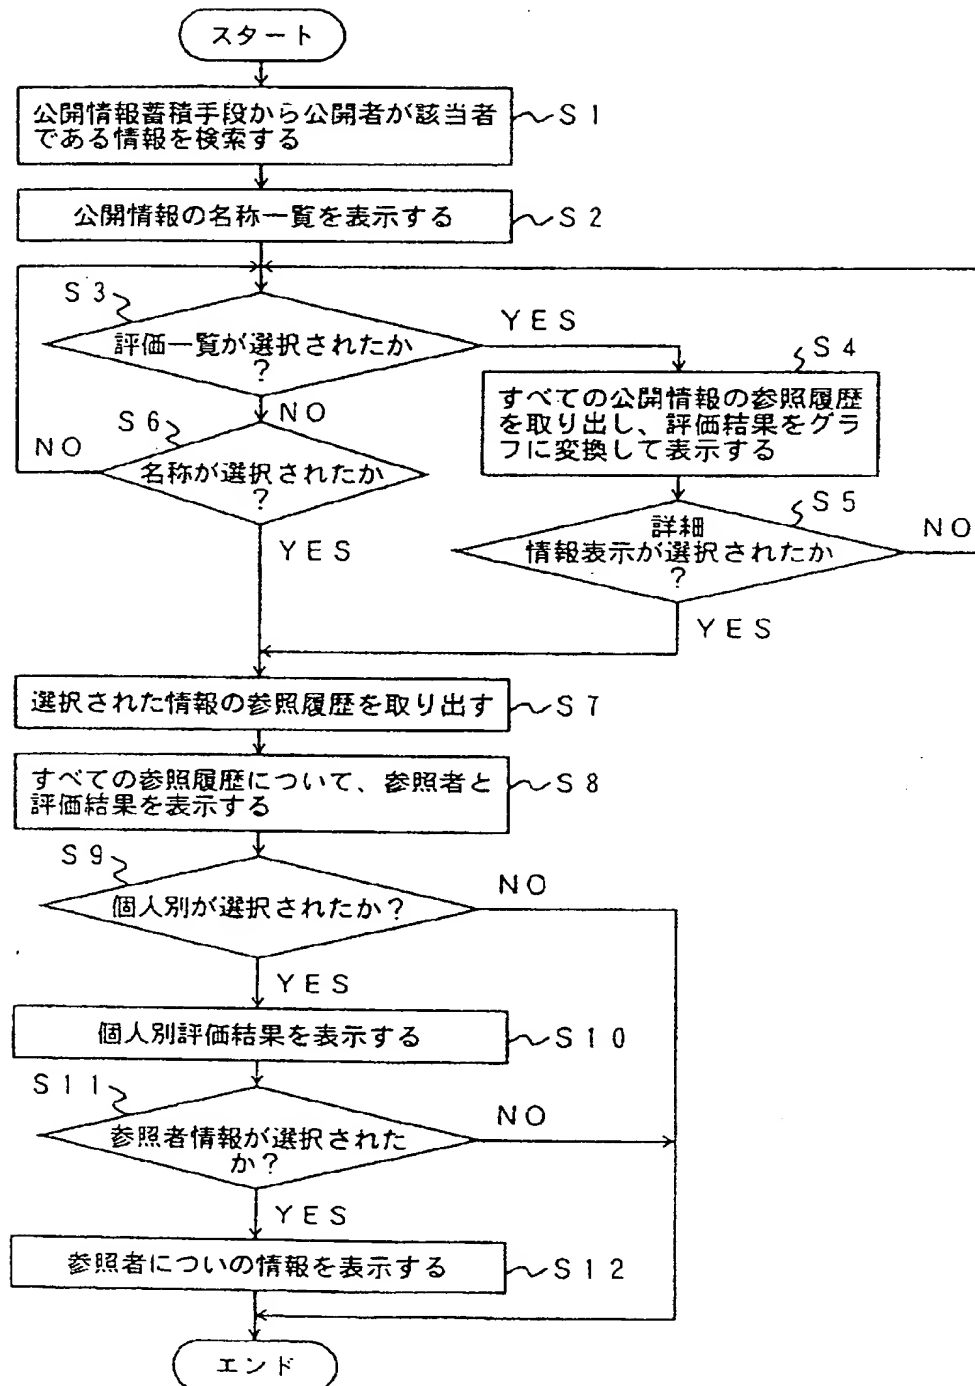 スタート
公開情報蓄積手段から公開者が該当者
である情報を検索する
S1
公開情報の名称一覧を表示する
S2
S3
評価一覧が選択されたか
?
YES
NO
S4
すべての公開情報の参照履歴
を取り出し、評価結果をグラ
フに変換して表示する
S6
NO
名称が選択されたか
?
YES
S5
詳細
情報表示が選択されたか
?
NO
YES
選択された情報の参照履歴を取り出す
S7
すべての参照履歴について、参照者と
評価結果を表示する
S8
S9
個人別が選択されたか?
NO
YES
個人別評価結果を表示する
S10
S11
参照者情報が選択された
か?
NO
YES
参照者についの情報を表示する
S12
エンド